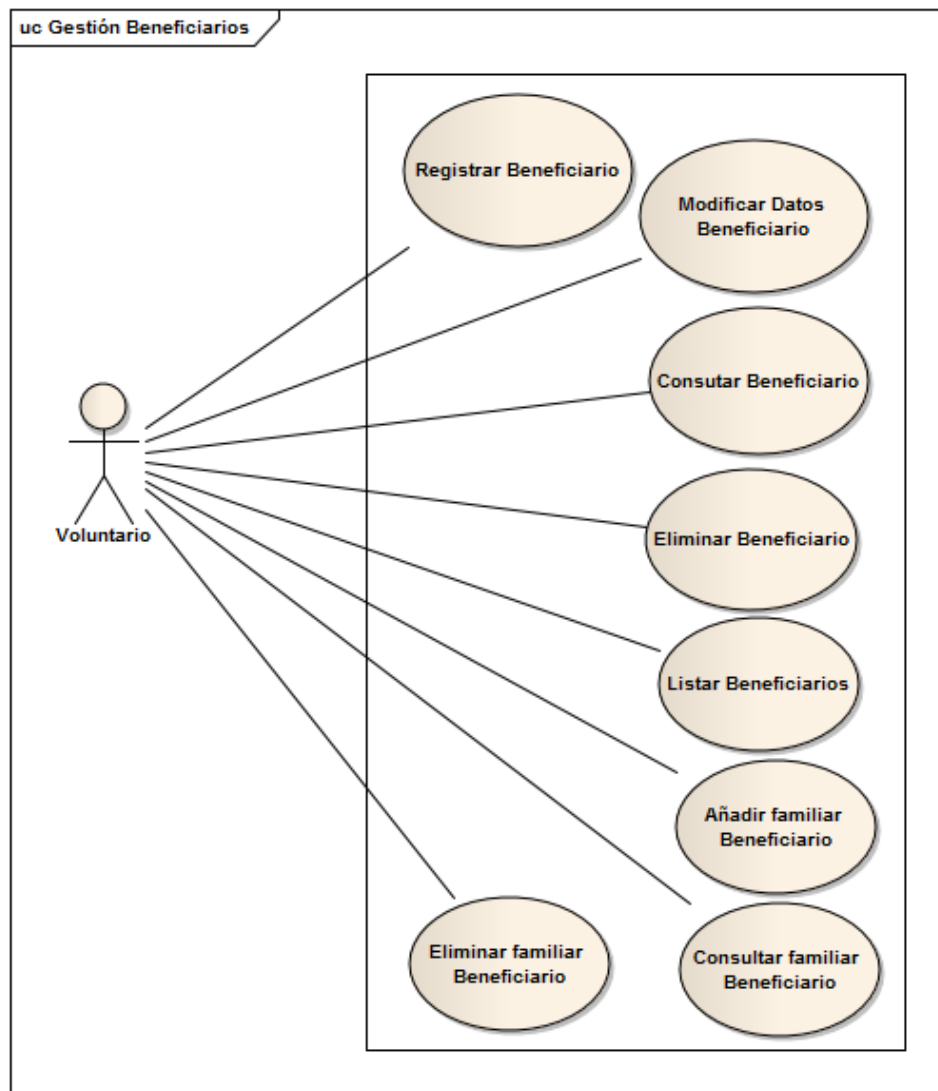 uc Gestión Beneficiarios
Registrar Beneficiario
Modificar Datos
Beneficiario
Consutar Beneficiario
Voluntario
Eliminar Beneficiario
Listar Beneficiarios
Añadir familiar
Beneficiario
Eliminar familiar
Beneficiario
Consultar familiar
Beneficiario